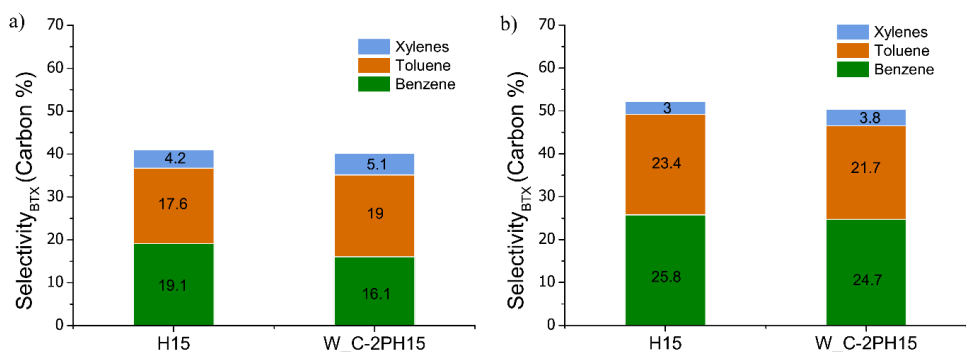 a)
Selectivity_BTX (Carbon %)
70
60
50
40
30
20
10
0
Xylenes
Toluene
Benzene
4.2
17.6
19.1
5.1
19
16.1
H15
W_C-2PH15
b)
Selectivity_BTX (Carbon %)
70
60
50
40
30
20
10
0
Xylenes
Toluene
Benzene
3
23.4
25.8
3.8
21.7
24.7
H15
W_C-2PH15